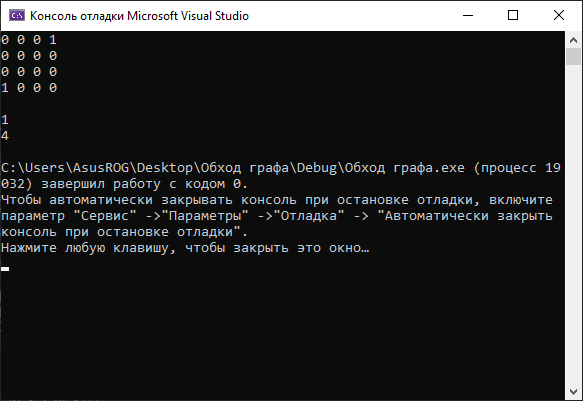 Консоль отладки Microsoft Visual Studio
0 0 0 1
0 0 0 0
0 0 0 0
1 0 0 0
1
4
C:\Users\AsusROG\Desktop\Обход графа\Debug\Обход графа.exe (процесс 19
032) завершил работу с кодом 0.
Чтобы автоматически закрывать консоль при остановке отладки, включите
параметр "Сервис" ->"Параметры" ->"Отладка" -> "Автоматически закрыть
консоль при остановке отладки".
Нажмите любую клавишу, чтобы закрыть это окно…